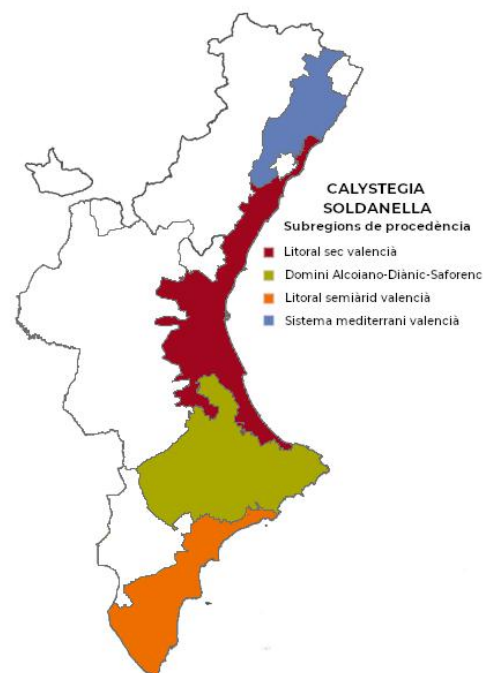 CALYSTEGIA
SOLDANELLA
Subregions de procedència
Litoral sec valencià
Domini Alcoiano-Diànic-Saforenc
Litoral semiàrid valencià
Sistema mediterrani valencià